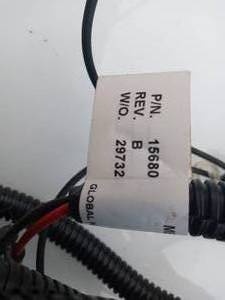 P/N. 15680
REV. B
W/O. 29732
GLOBAL